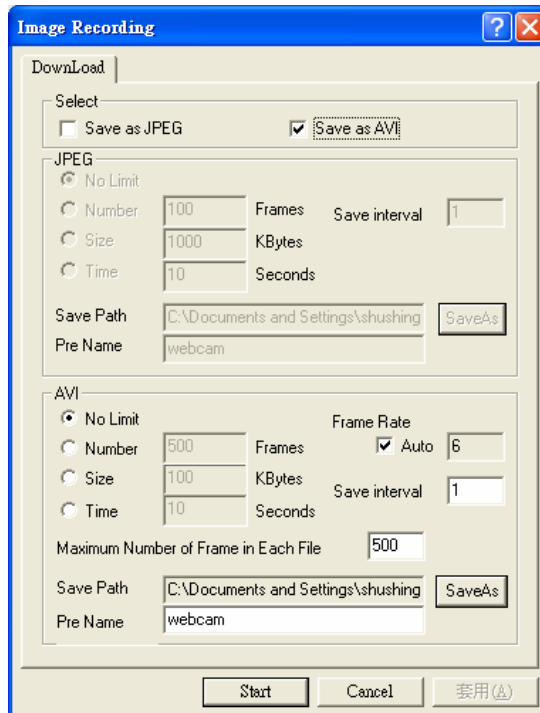 Image Recording
DownLoad
Select
Save as JPEG Save as AVI
JPEG
No Limit
Number 100 Frames Save interval 1
Size 1000 KBytes
Time 10 Seconds
Save Path C:\Documents and Settings\shushing SaveAs
Pre Name webcam
AVI
No Limit Frame Rate
Number 500 Frames Auto 6
Size 100 KBytes
Save interval 1
Time 10 Seconds
Maximum Number of Frame in Each File 500
Save Path C:\Documents and Settings\shushing SaveAs
Pre Name webcam
Start Cancel 套用(A)